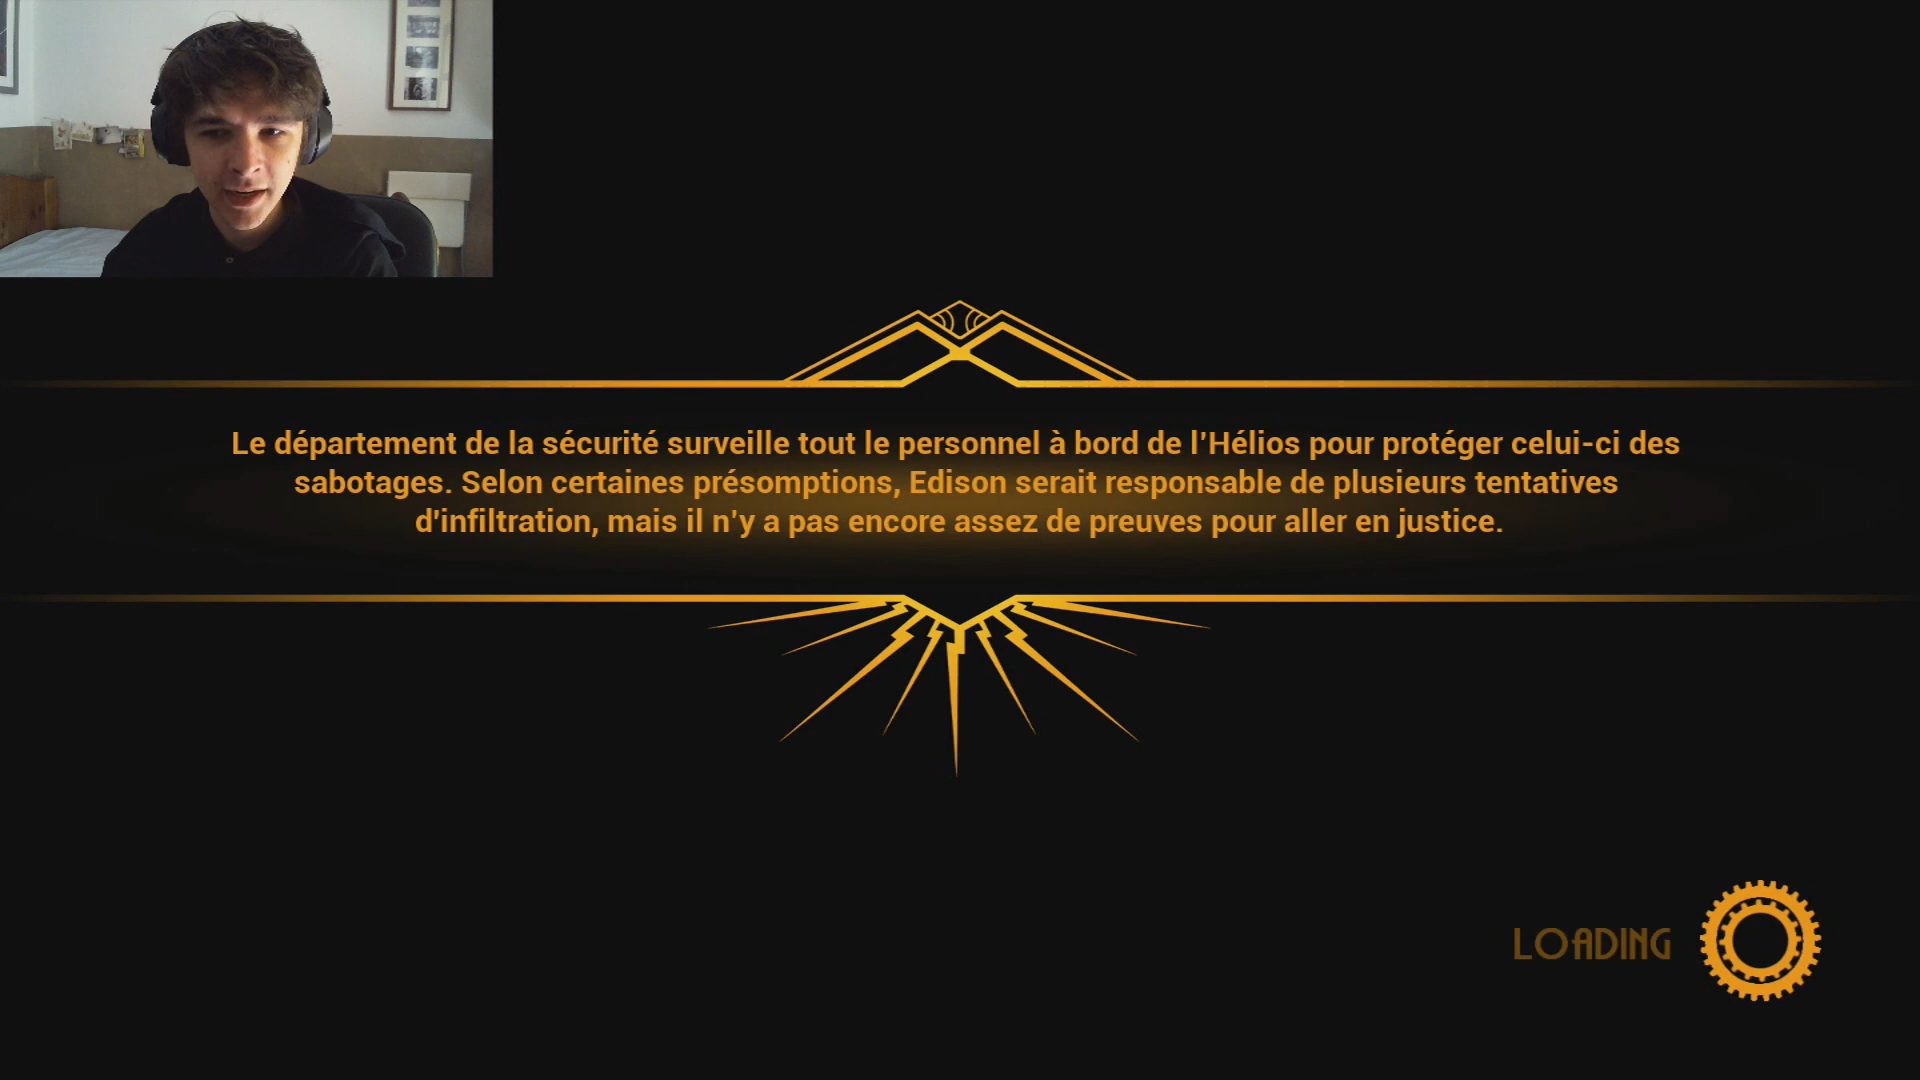 Le département de la sécurité surveille tout le personnel à bord de l'Hélios pour protéger celui-ci des
sabotages. Selon certaines présomptions, Edison serait responsable de plusieurs tentatives
d'infiltration, mais il n'y a pas encore assez de preuves pour aller en justice.
LOADING